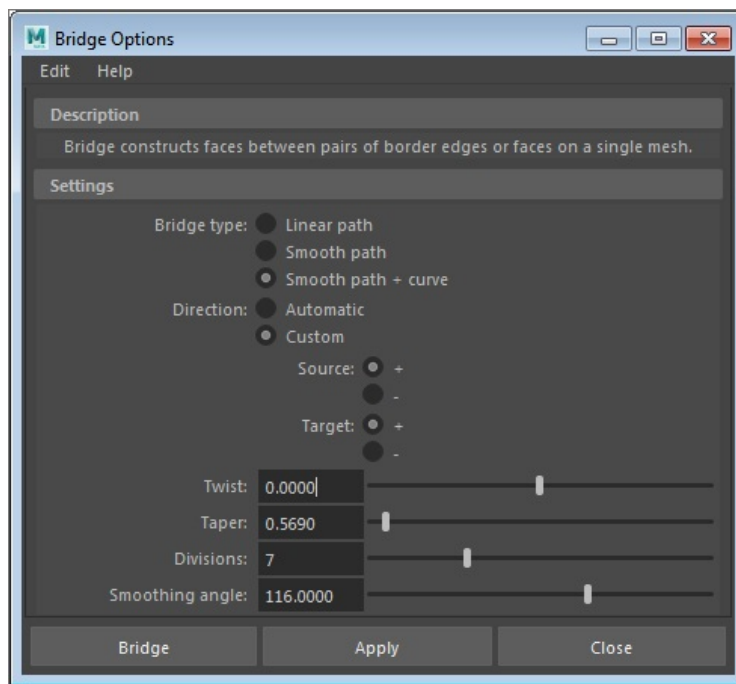 Bridge Options
Edit Help
Description
Bridge constructs faces between pairs of border edges or faces on a single mesh.
Settings
Bridge type: Linear path
Smooth path
Smooth path + curve
Direction: Automatic
Custom
Source: +
-
Target: +
-
Twist: 0.0000
Taper: 0.5690
Divisions: 7
Smoothing angle: 116.0000
Bridge Apply Close